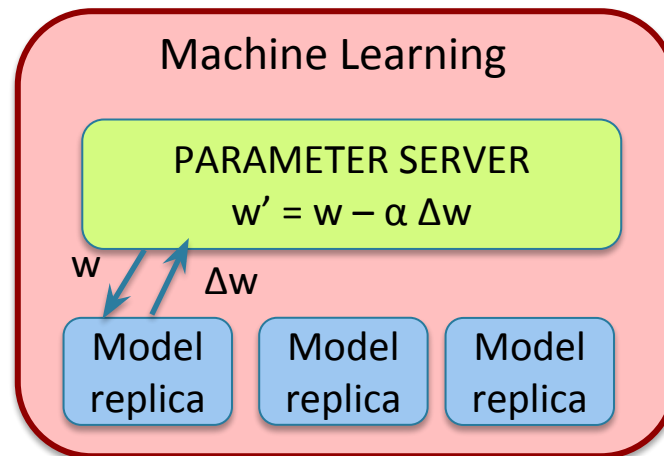 Machine Learning
PARAMETER SERVER
w’ = w – α Δw
w
Δw
Model
replica
Model
replica
Model
replica